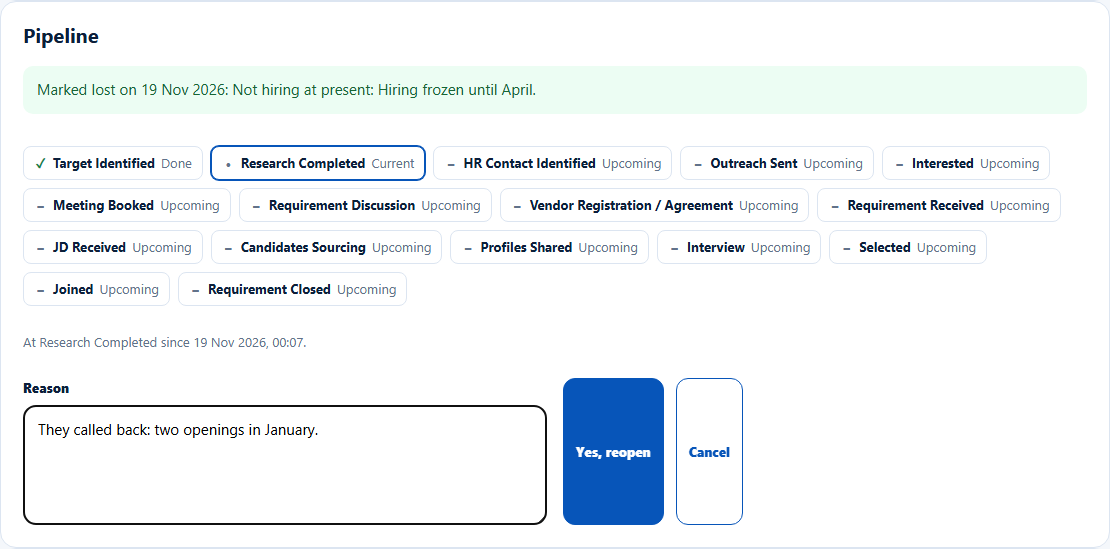 Pipeline
Marked lost on 19 Nov 2026: Not hiring at present: Hiring frozen until April.
✓ Target Identified Done • Research Completed Current – HR Contact Identified Upcoming – Outreach Sent Upcoming – Interested Upcoming
– Meeting Booked Upcoming – Requirement Discussion Upcoming – Vendor Registration / Agreement Upcoming – Requirement Received Upcoming
– JD Received Upcoming – Candidates Sourcing Upcoming – Profiles Shared Upcoming – Interview Upcoming – Selected Upcoming
– Joined Upcoming – Requirement Closed Upcoming
At Research Completed since 19 Nov 2026, 00:07.
Reason
They called back: two openings in January.
Yes, reopen Cancel